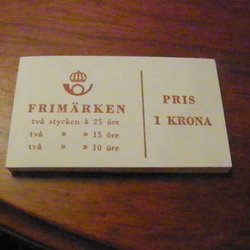 FRIMÄRKEN
två stycken à 25 öre
två » » 15 öre
två » » 10 öre
PRIS
1 KRONA